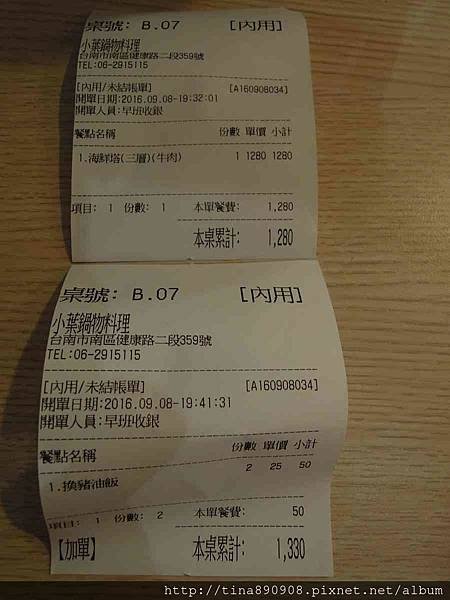 桌號: B.07 [內用]
小葉鍋物料理
台南市南區健康路二段359號
TEL:06-2915115
[內用/未結帳單] [A160908034]
開單日期:2016.09.08-19:32:01
開單人員:早班收銀
餐點名稱 份數 單價 小計
1.海鮮塔(三層)(牛肉) 1 1280 1280
項目: 1 份數: 1 本單餐費: 1,280
本桌累計: 1,280
桌號: B.07 [內用]
小葉鍋物料理
台南市南區健康路二段359號
TEL:06-2915115
[內用/未結帳單] [A160908034]
開單日期:2016.09.08-19:41:31
開單人員:早班收銀
餐點名稱 份數 單價 小計
1.換豬油飯 2 25 50
項目: 1 份數: 2 本單餐費: 50
【加單】 本桌累計: 1,330
http://tina890908.pixnet.net/album